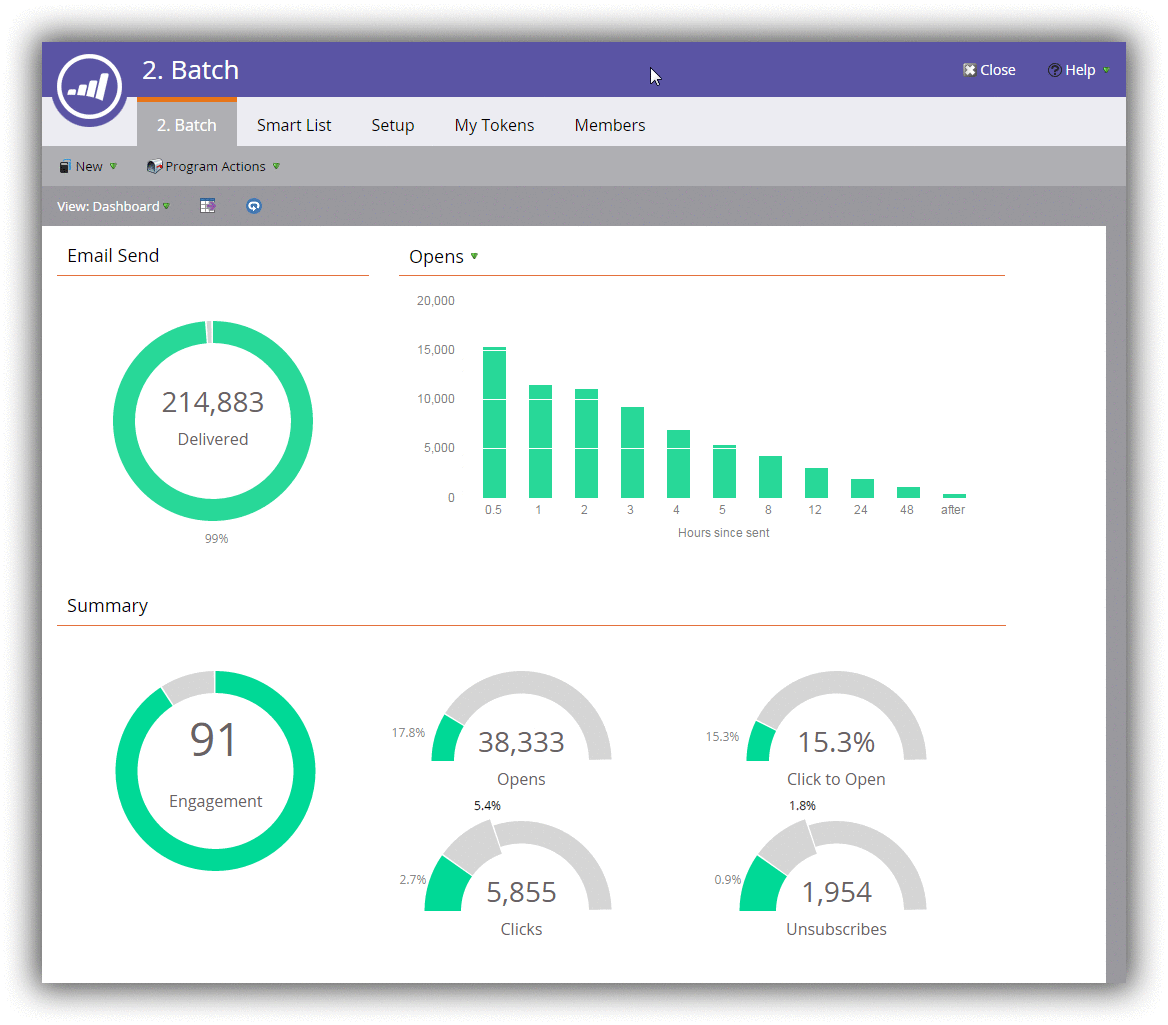 2. Batch
Close Help
2. Batch Smart List Setup My Tokens Members
New Program Actions
View: Dashboard
Email Send
Opens
214,883
Delivered
99%
20,000
15,000
10,000
5,000
0
0.5 1 2 3 4 5 8 12 24 48 after
Hours since sent
Summary
91
Engagement
17.8%
38,333
Opens
15.3%
15.3%
Click to Open
5.4%
2.7%
5,855
Clicks
1.8%
0.9%
1,954
Unsubscribes